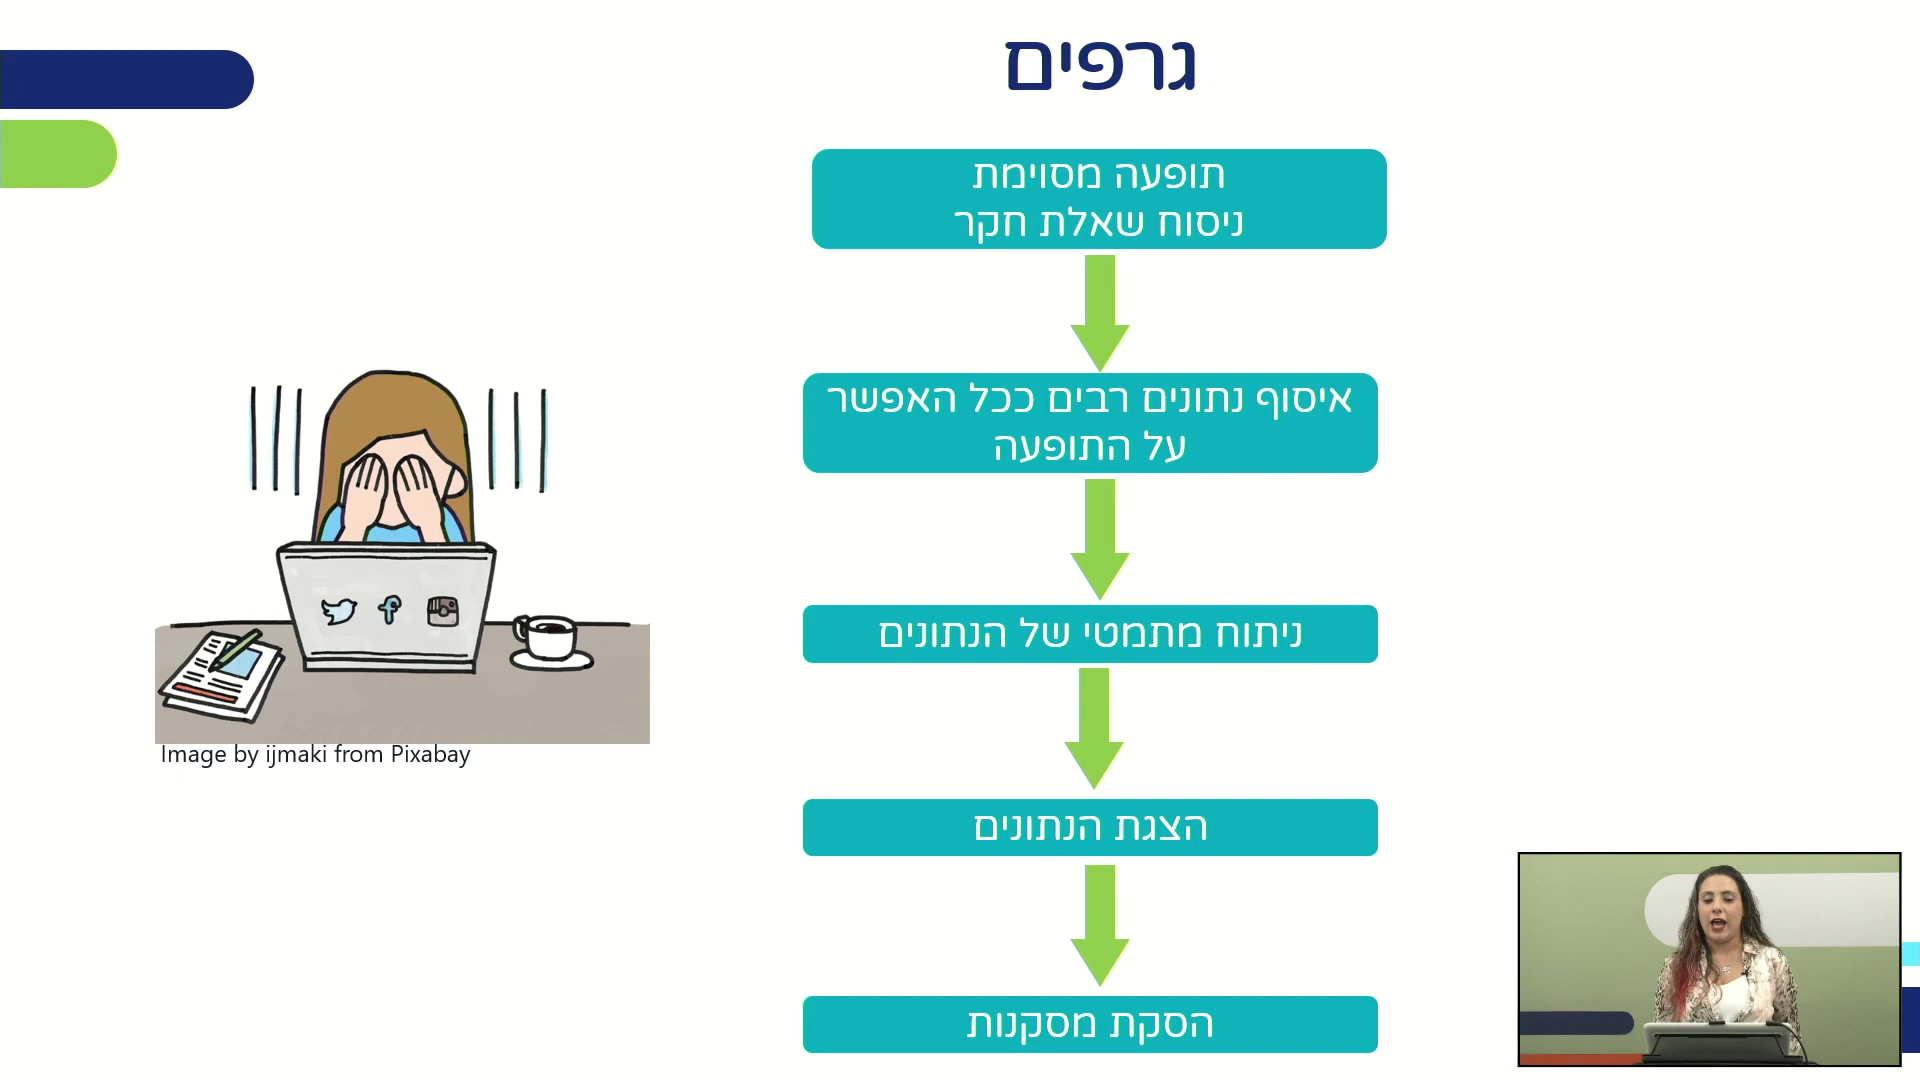 גרפים
תופעה מסוימת
ניסוח שאלת חקר
איסוף נתונים רבים ככל האפשר
על התופעה
ניתוח מתמטי של הנתונים
הצגת הנתונים
הסקת מסקנות
Image by ijmaki from Pixabay